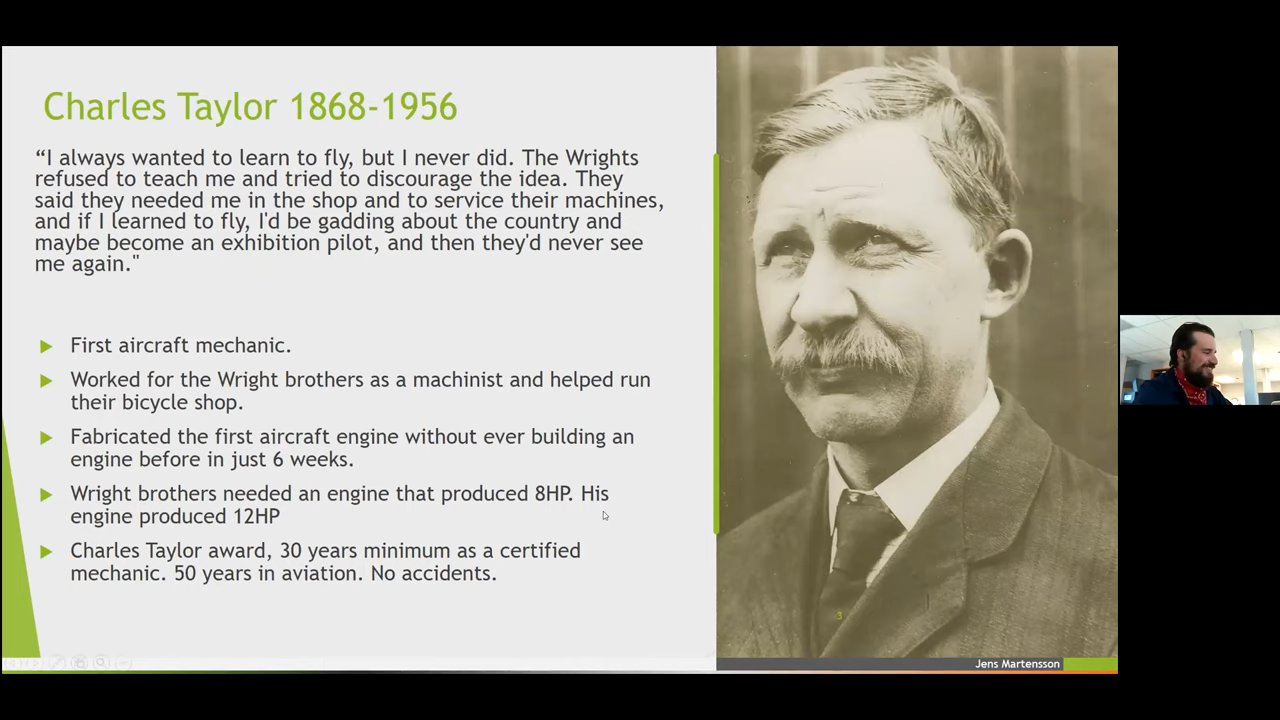 Charles Taylor 1868-1956
“I always wanted to learn to fly, but I never did. The Wrights
refused to teach me and tried to discourage the idea. They
said they needed me in the shop and to service their machines,
and if I learned to fly, I'd be gadding about the country and
maybe become an exhibition pilot, and then they'd never see
me again."
First aircraft mechanic.
Worked for the Wright brothers as a machinist and helped run
their bicycle shop.
Fabricated the first aircraft engine without ever building an
engine before in just 6 weeks.
Wright brothers needed an engine that produced 8HP. His
engine produced 12HP
Charles Taylor award, 30 years minimum as a certified
mechanic. 50 years in aviation. No accidents.
3
Jens Martensson